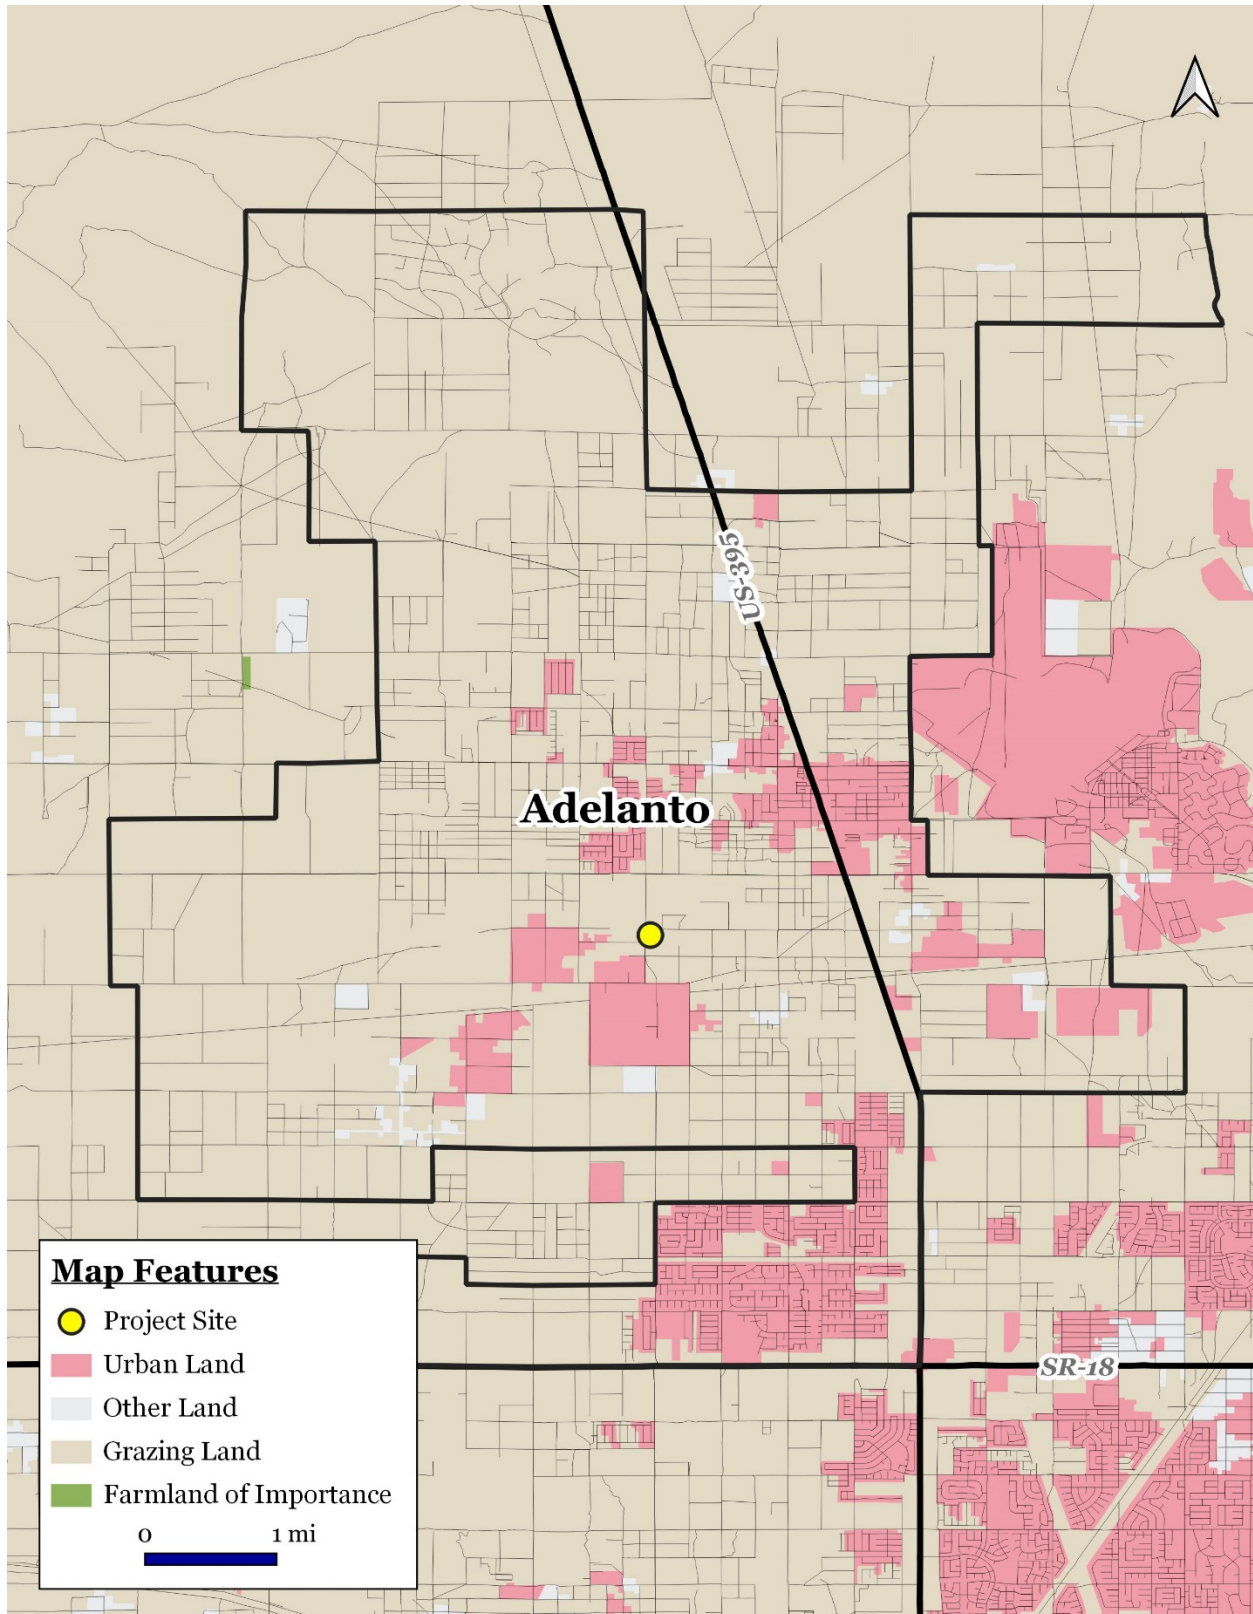 US-395
Adelanto
SR-18
Map Features
Project Site
Urban Land
Other Land
Grazing Land
Farmland of Importance
0 1 mi